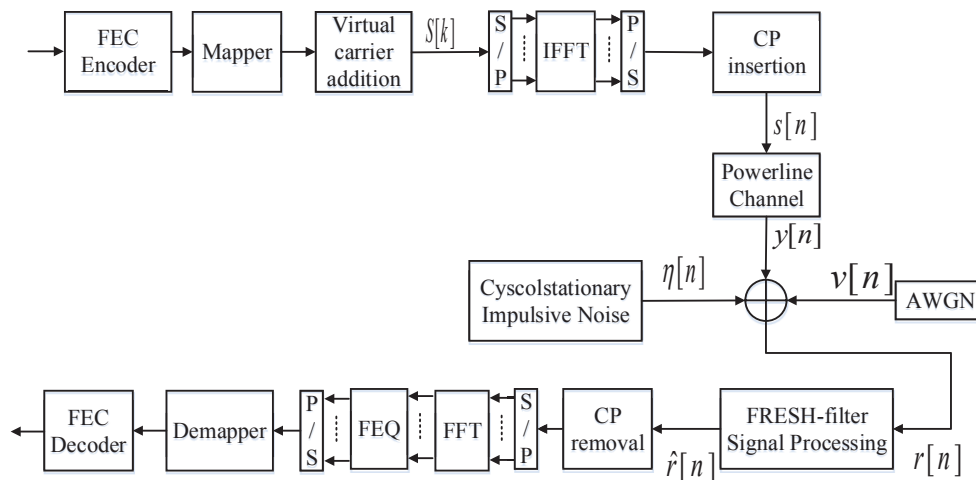 FEC
Encoder
Mapper
Virtual
carrier
addition
S[k]
S
/
P
IFFT
P
/
S
CP
insertion
s[n]
Powerline
Channel
y[n]
Cyscolstationary
Impulsive Noise
η[n]
v[n]
AWGN
FEC
Decoder
Demapper
P
/
S
FEQ
FFT
S
/
P
CP
removal
r̂[n]
FRESH-filter
Signal Processing
r[n]